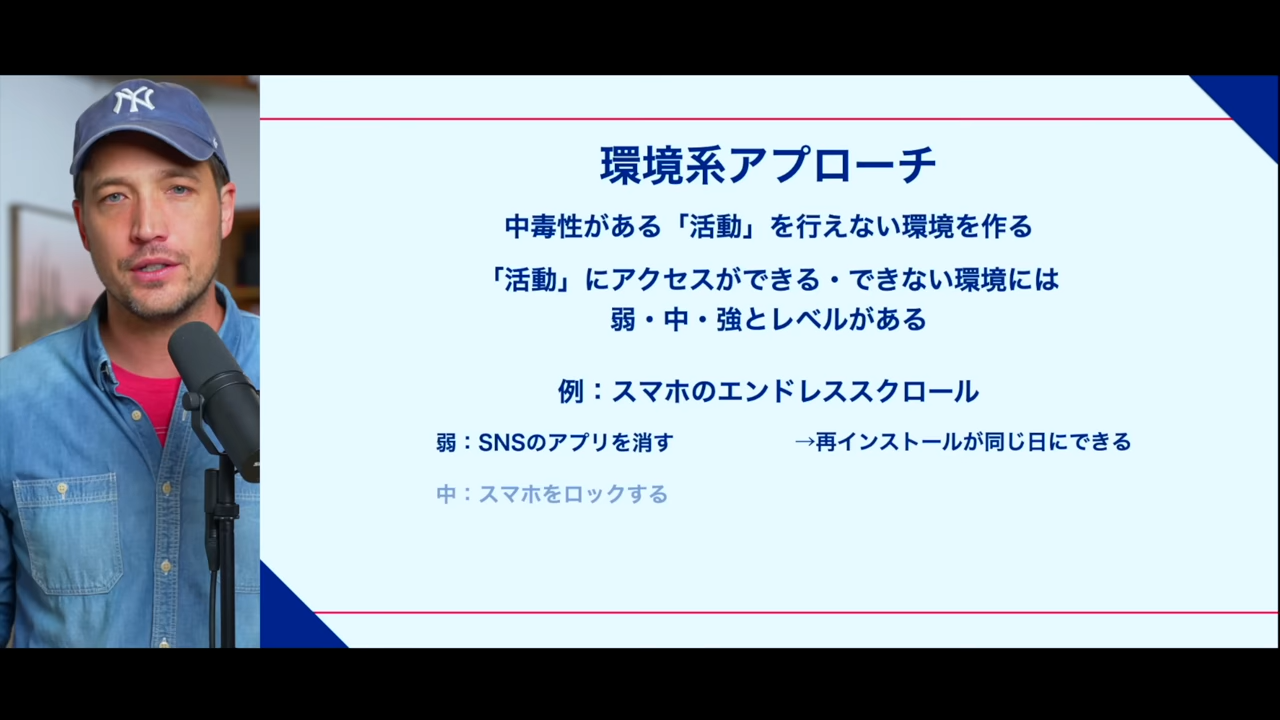 NY
環境系アプローチ
中毒性がある「活動」を行えない環境を作る
「活動」にアクセスができる・できない環境には
弱・中・強とレベルがある
例：スマホのエンドレススクロール
弱：SNSのアプリを消す →再インストールが同じ日にできる
中：スマホをロックする